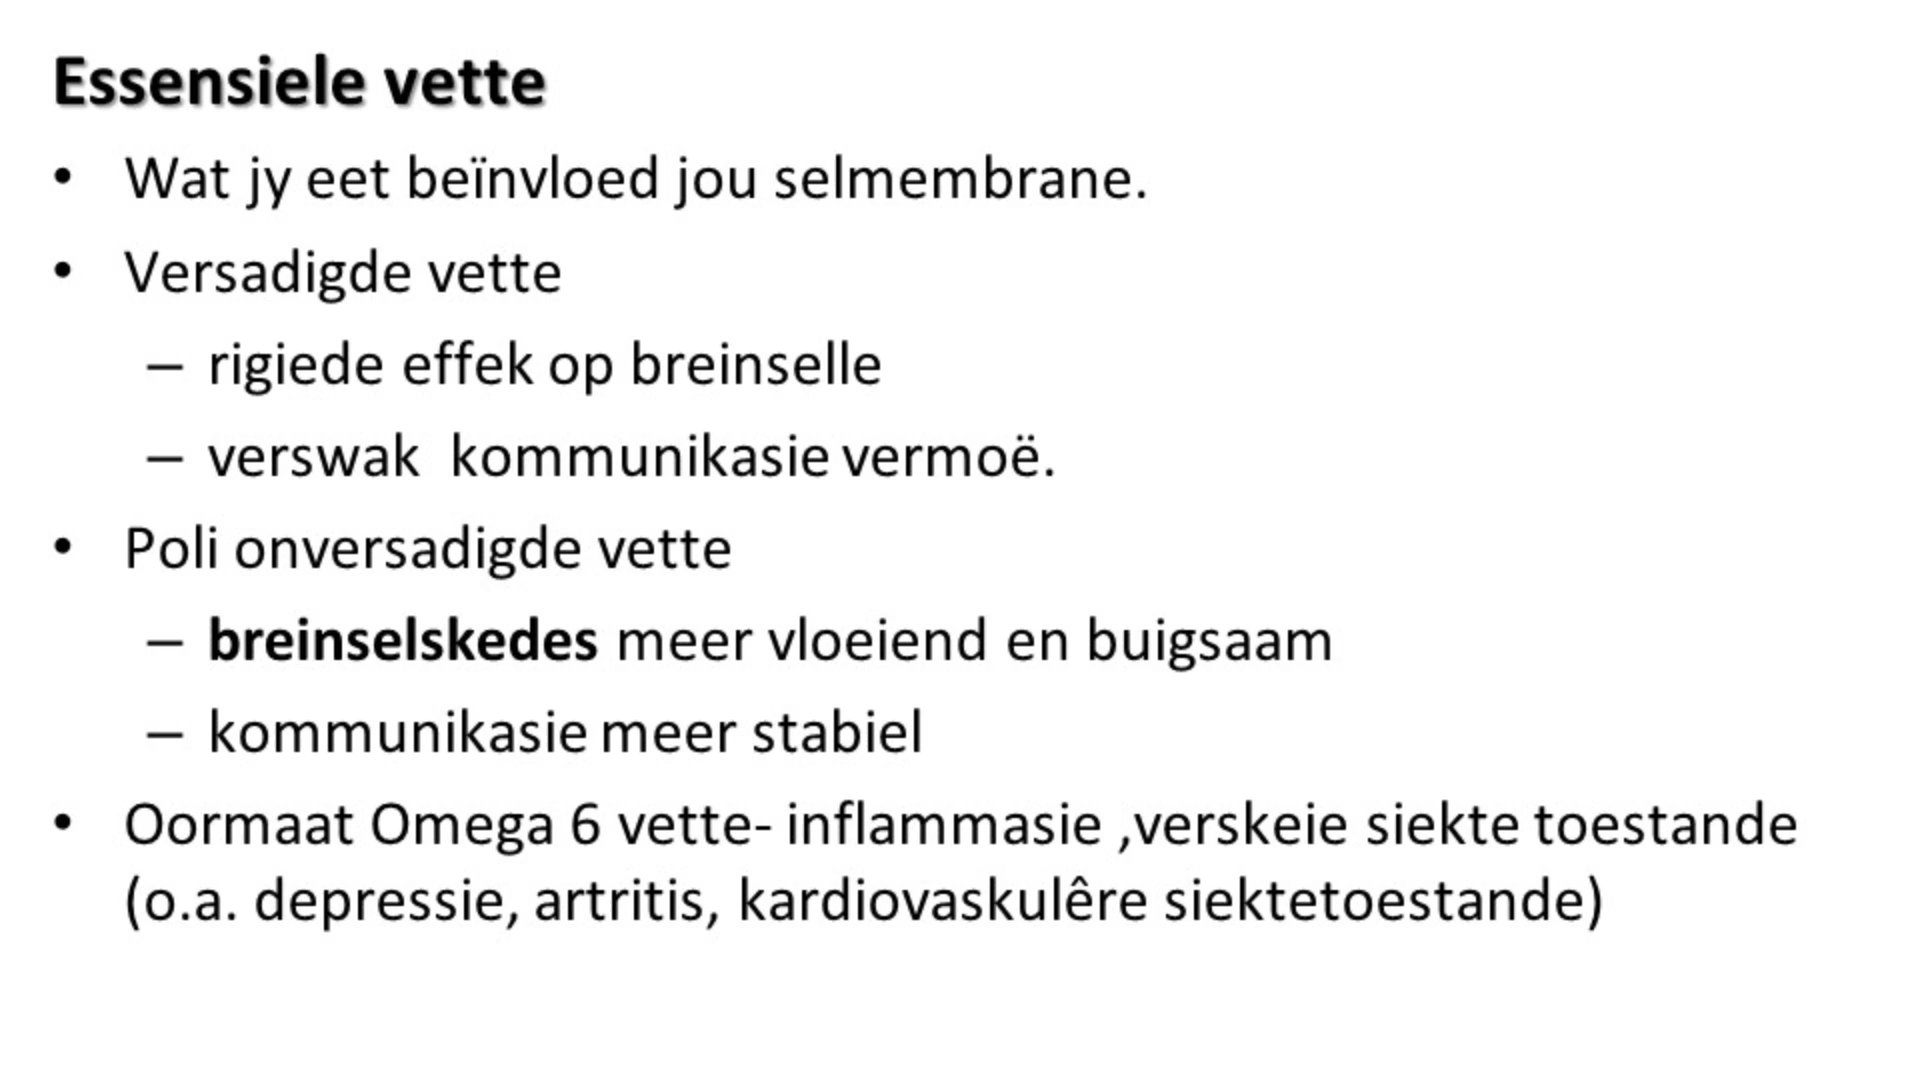 Essensiele vette
• Wat jy eet beïnvloed jou selmembrane.
• Versadigde vette
– rigiede effek op breinselle
– verswak  kommunikasie vermoë.
• Poli onversadigde vette
– breinselskedes meer vloeiend en buigsaam
– kommunikasie meer stabiel
• Oormaat Omega 6 vette- inflammasie ,verskeie siekte toestande
(o.a. depressie, artritis, kardiovaskulêre siektetoestande)